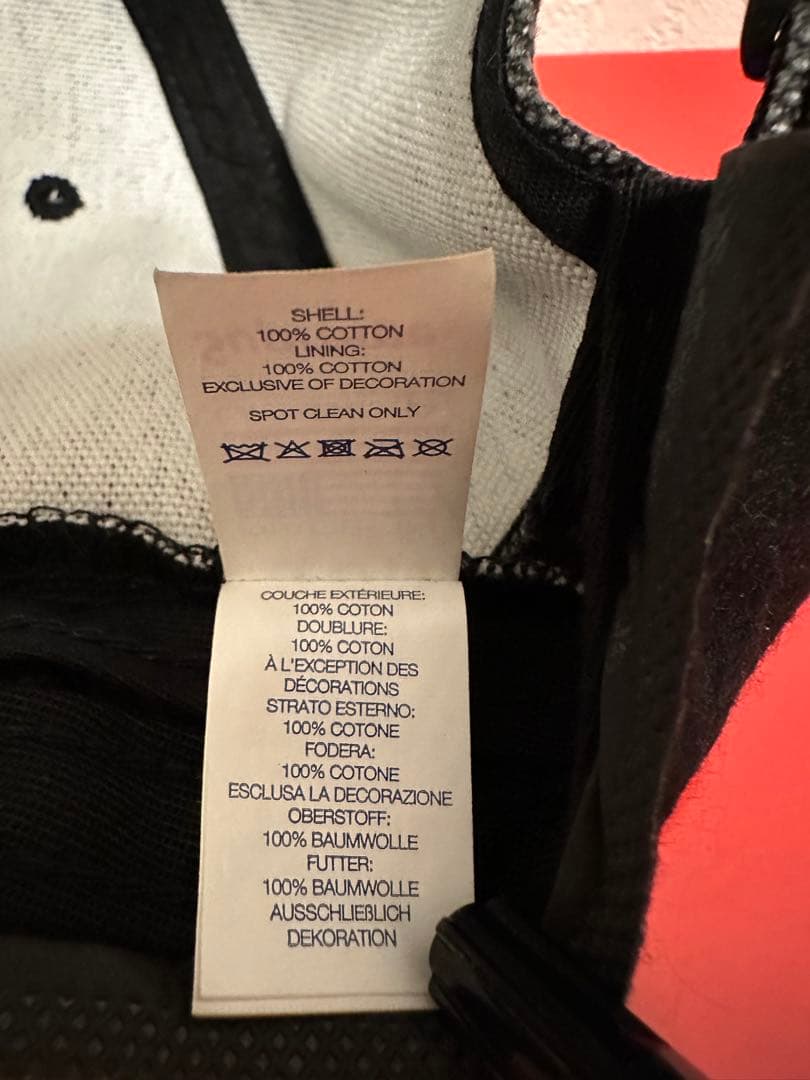 SHELL:
100% COTTON
LINING:
100% COTTON
EXCLUSIVE OF DECORATION
SPOT CLEAN ONLY
COUCHE EXTÉRIEURE:
100% COTON
DOUBLURE:
100% COTON
À L'EXCEPTION DES
DÉCORATIONS
STRATO ESTERNO:
100% COTONE
FODERA:
100% COTONE
ESCLUSA LA DECORAZIONE
OBERSTOFF:
100% BAUMWOLLE
FUTTER:
100% BAUMWOLLE
AUSSCHLIEßLICH
DEKORATION